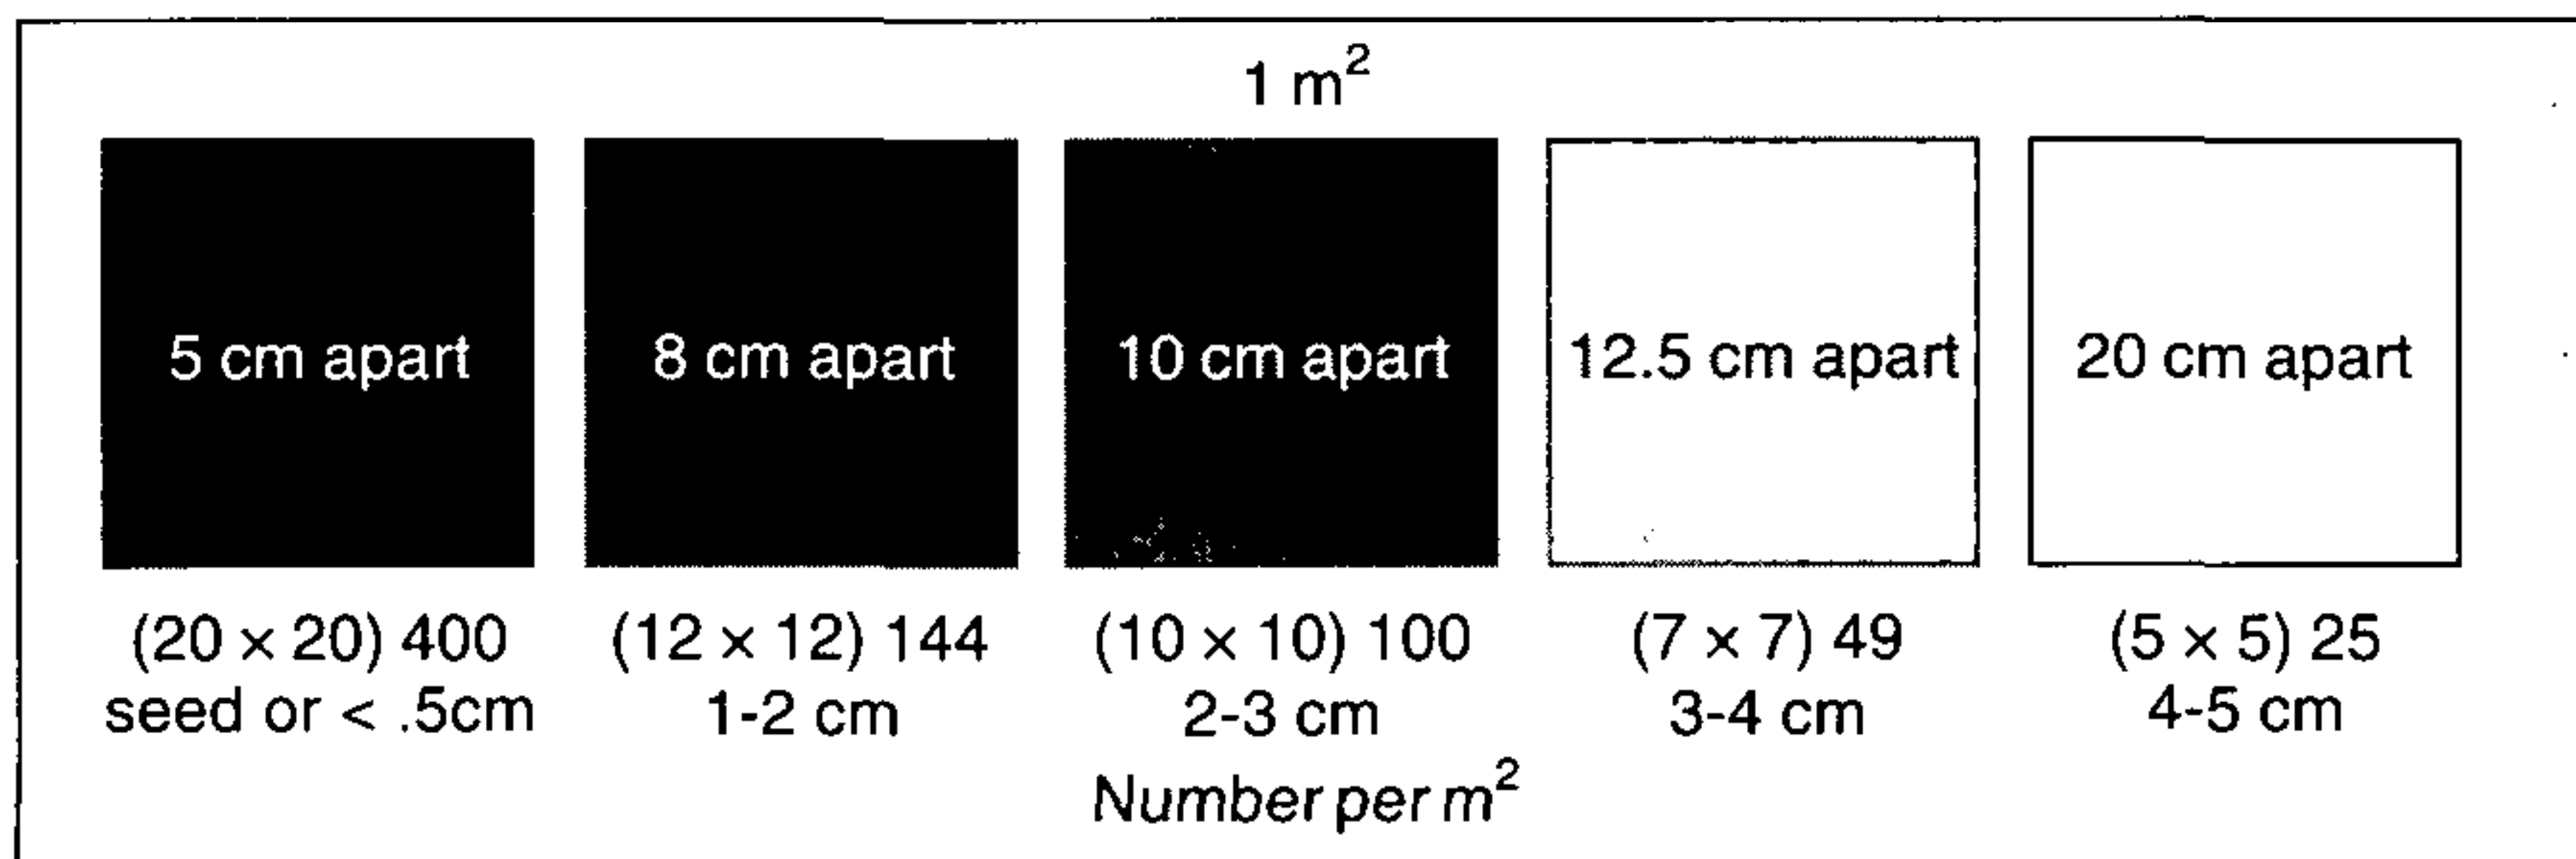 1 m²
5 cm apart 8 cm apart 10 cm apart 12.5 cm apart 20 cm apart
(20 × 20) 400 (12 × 12) 144 (10 × 10) 100 (7 × 7) 49 (5 × 5) 25
seed or < .5cm 1-2 cm 2-3 cm 3-4 cm 4-5 cm
Number per m²